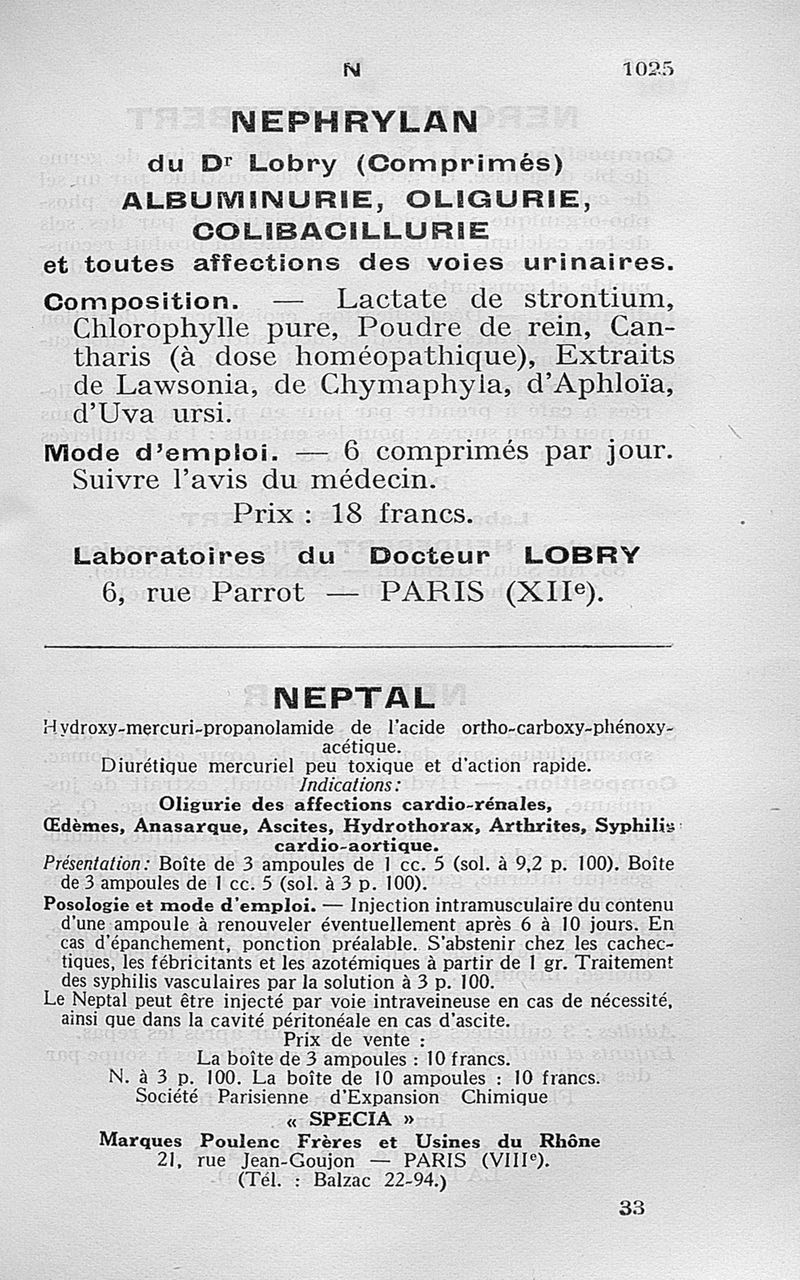 N 1025
NEPHRYLAN
du Dr Lobry (Comprimés)
ALBUMINURIE, OLIGURIE,
COLIBACILLURIE
et toutes affections des voies urinaires.
Composition. — Lactate de strontium,
Chlorophylle pure, Poudre de rein, Can-
tharis (à dose homéopathique), Extraits
de Lawsonia, de Chymaphyla, d'Aphloïa,
d'Uva ursi.
Mode d'emploi. — 6 comprimés par jour.
Suivre l'avis du médecin.
Prix : 18 francs.
Laboratoires du Docteur LOBRY
6, rue Parrot — PARIS (XIIe).
NEPTAL
Hydroxy-mercuri-propanolamide de l'acide ortho-carboxy-phénoxy-
acétique.
Diurétique mercuriel peu toxique et d'action rapide.
Indications :
Oligurie des affections cardio-rénales,
Œdèmes, Anasarque, Ascites, Hydrothorax, Arthrites, Syphilis
cardio-aortique.
Présentation : Boîte de 3 ampoules de 1 cc. 5 (sol. à 9,2 p. 100). Boîte
de 3 ampoules de 1 cc. 5 (sol. à 3 p. 100).
Posologie et mode d'emploi. — Injection intramusculaire du contenu
d'une ampoule à renouveler éventuellement après 6 à 10 jours. En
cas d'épanchement, ponction préalable. S'abstenir chez les cachec-
tiques, les fébricitants et les azotémiques à partir de 1 gr. Traitement
des syphilis vasculaires par la solution à 3 p. 100.
Le Neptal peut être injecté par voie intraveineuse en cas de nécessité,
ainsi que dans la cavité péritonéale en cas d'ascite.
Prix de vente :
La boîte de 3 ampoules : 10 francs.
N. à 3 p. 100. La boîte de 10 ampoules : 10 francs.
Société Parisienne d'Expansion Chimique
« SPECIA »
Marques Poulenc Frères et Usines du Rhône
21, rue Jean-Goujon — PARIS (VIIIe).
(Tél. : Balzac 22-94.)
33